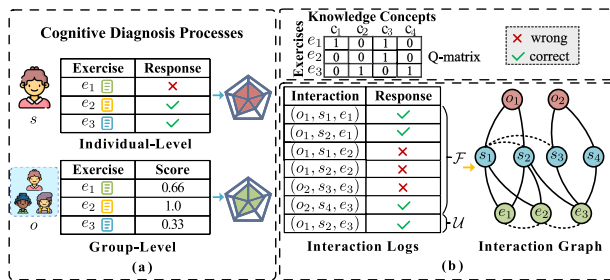 Cognitive Diagnosis Processes
Exercise Response
e₁
e₂
e₃
s
Individual-Level
Exercise Score
e₁ 0.66
e₂ 1.0
e₃ 0.33
o
Group-Level
(a)
Knowledge Concepts
c₁ c₂ c₃ c₄
Exercises
e₁ 1 0 1 0
e₂ 0 0 1 0
e₃ 0 1 0 1
Q-matrix
wrong
correct
Interaction Response
(o₁, s₁, e₁)
(o₁, s₂, e₁)
(o₁, s₁, e₂)
(o₁, s₂, e₂)
(o₂, s₃, e₃)
(o₂, s₄, e₃)
(o₁, s₂, e₃)
F
U
Interaction Logs
(b)
o₁ o₂
s₁ s₂ s₃ s₄
e₁ e₂ e₃
Interaction Graph